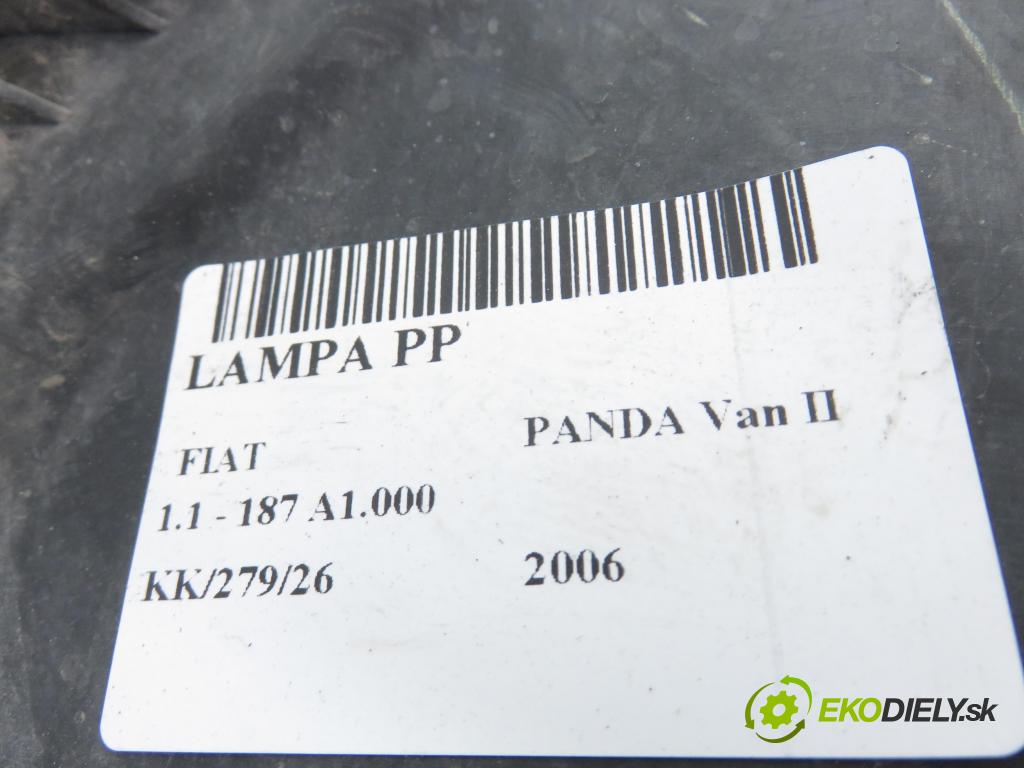 LAMPA PP
FIAT PANDA Van II
1.1 - 187 A1.000
KK/279/26 2006
EKODIELY.sk